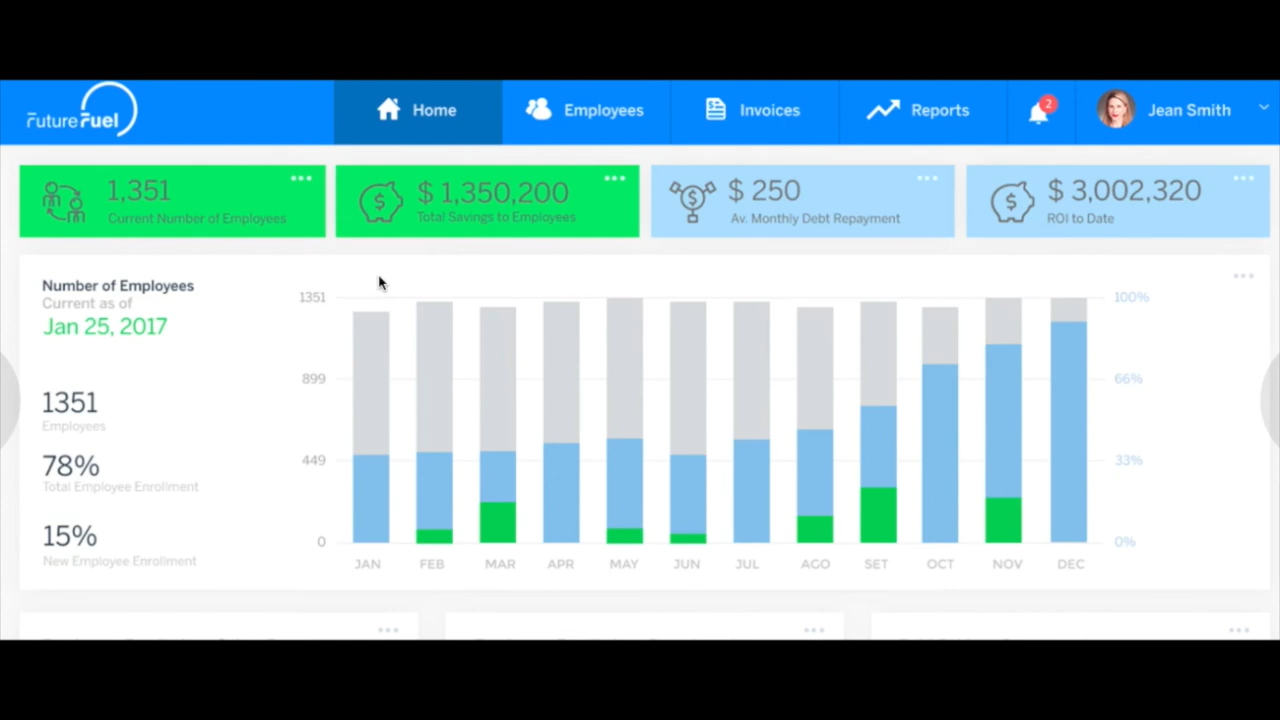 FutureFuel
Home
Employees
Invoices
Reports
2
Jean Smith
1,351
Current Number of Employees
$ 1,350,200
Total Savings to Employees
$ 250
Av. Monthly Debt Repayment
$ 3,002,320
ROI to Date
Number of Employees
Current as of
Jan 25, 2017
1351
Employees
78%
Total Employee Enrollment
15%
New Employee Enrollment
1351
899
449
0
100%
66%
33%
0%
JAN FEB MAR APR MAY JUN JUL AGO SET OCT NOV DEC